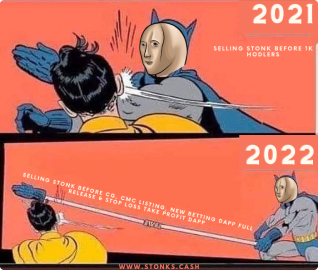 2021
SELLING STONK BEFORE 1K
HODLERS
2022
SELLING STONK BEFORE CG, CMC LISTING, NEW BETTING DAPP FULL
RELEASE & STOP LOSS TAKE PROFIT DAPP
WWW.STONKS.CASH